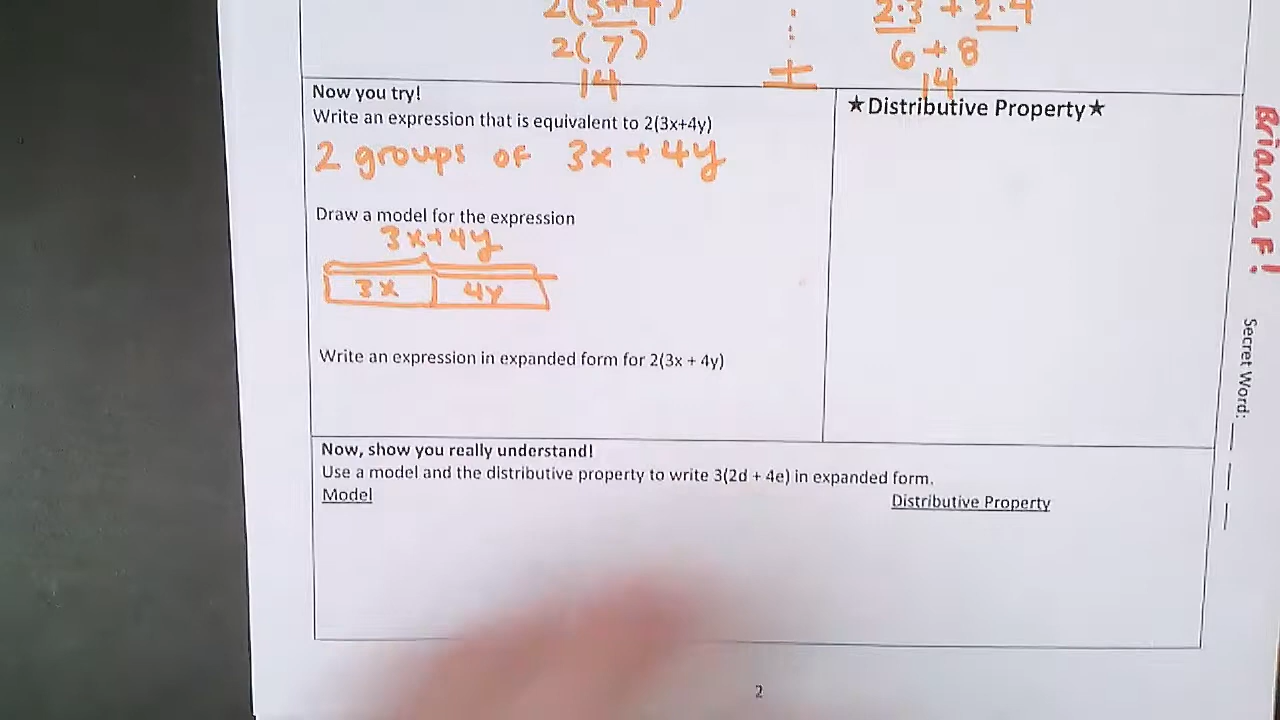 2(3+4)
2·3 + 2·4
2(7)
6+8
14
14
Now you try!
Write an expression that is equivalent to 2(3x+4y)
2 groups of 3x+4y
Draw a model for the expression
3x+4y
3x 4y
Write an expression in expanded form for 2(3x + 4y)
★Distributive Property★
Now, show you really understand!
Use a model and the distributive property to write 3(2d + 4e) in expanded form.
Model
Distributive Property
2
Brianna F!
Secret Word: _ _ _